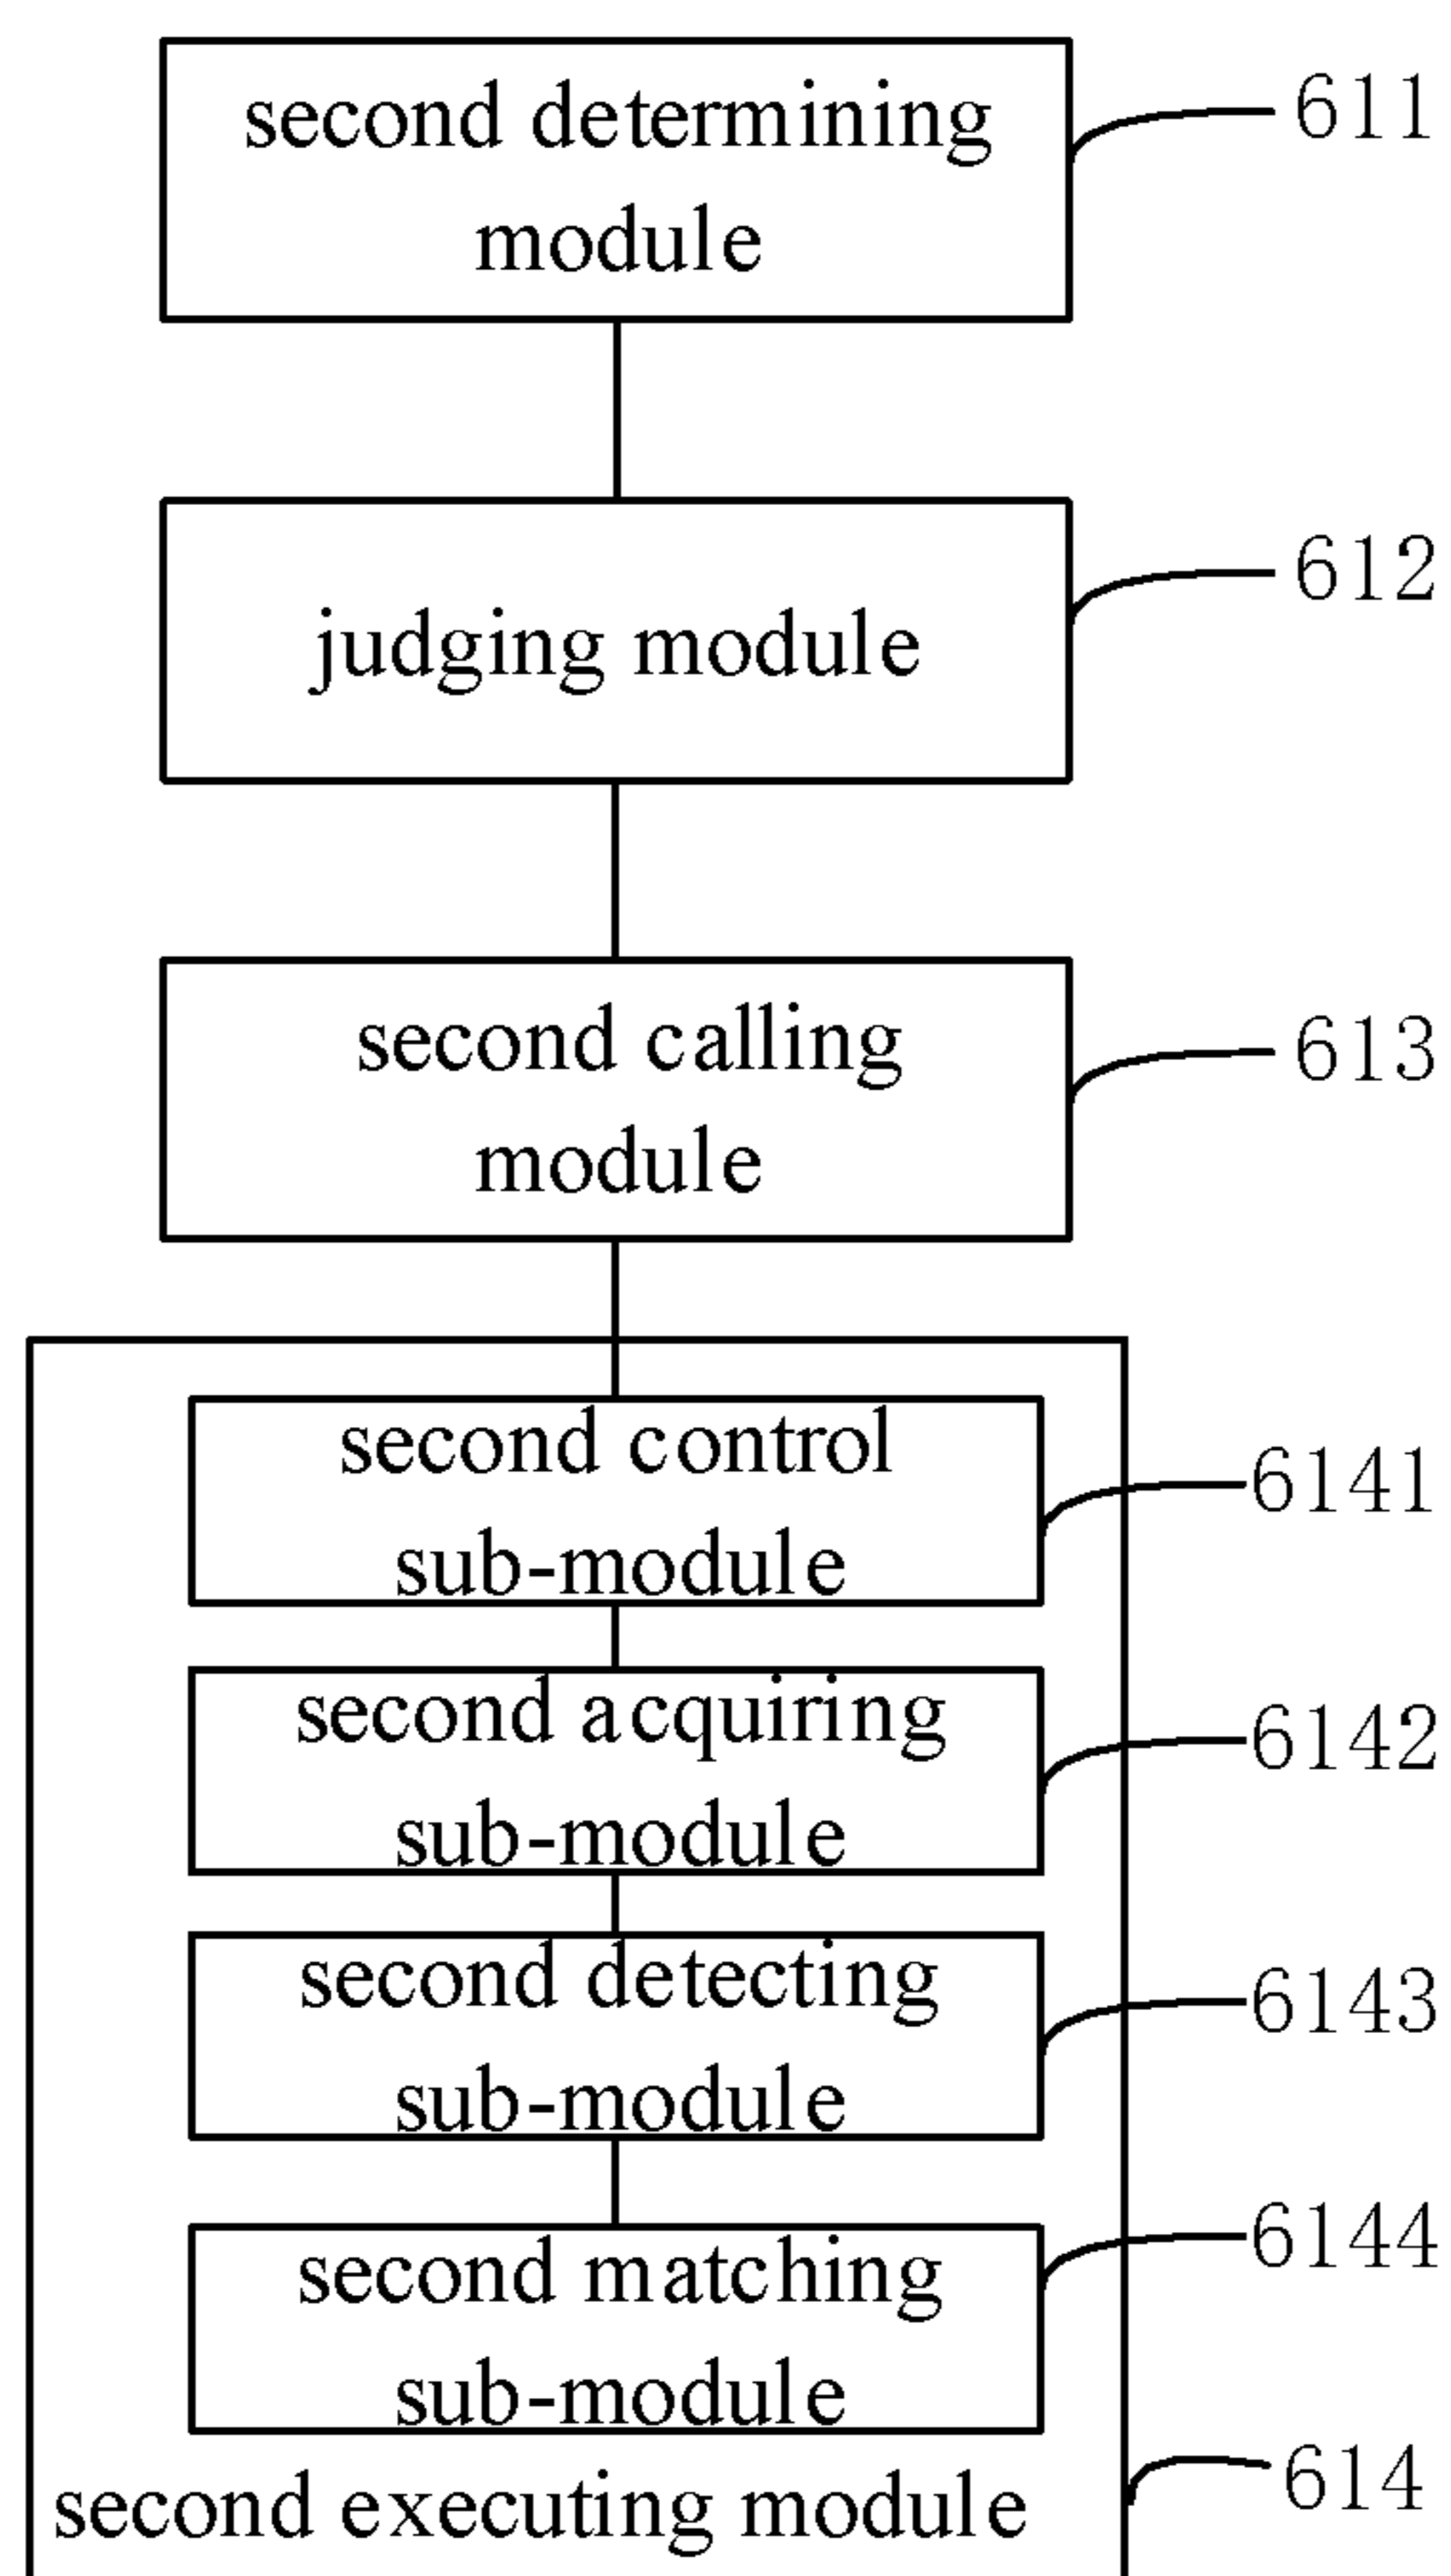 second determining
module
611
judging module
612
second calling
module
613
second control
sub-module
6141
second acquiring
sub-module
6142
second detecting
sub-module
6143
second matching
sub-module
6144
second executing module
614